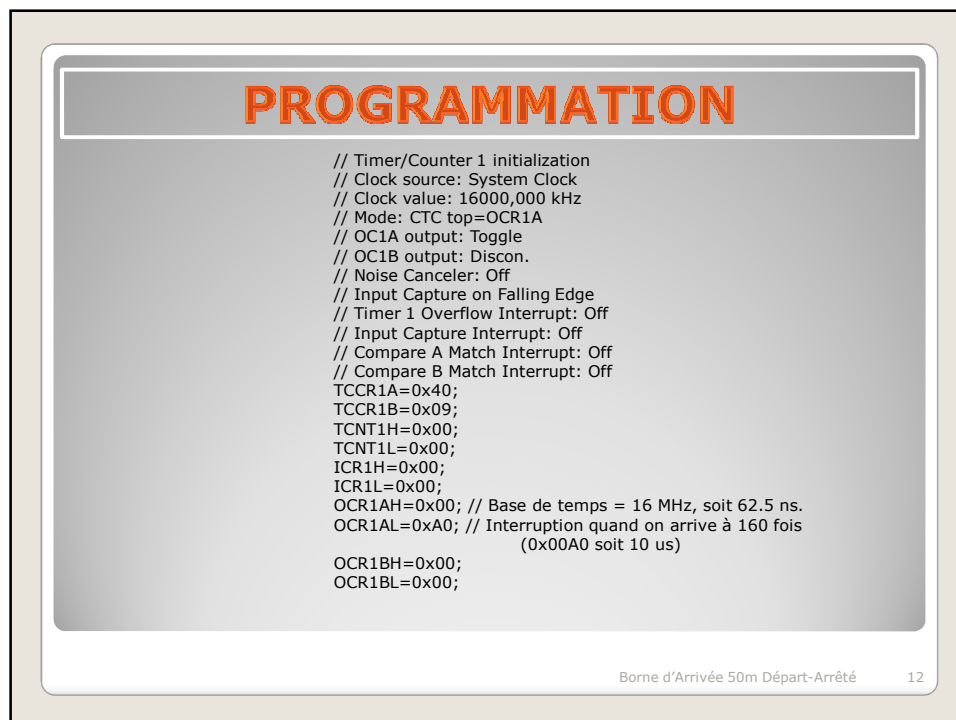 PROGRAMMATION
// Timer/Counter 1 initialization
// Clock source: System Clock
// Clock value: 16000,000 kHz
// Mode: CTC top=OCR1A
// OC1A output: Toggle
// OC1B output: Discon.
// Noise Canceler: Off
// Input Capture on Falling Edge
// Timer 1 Overflow Interrupt: Off
// Input Capture Interrupt: Off
// Compare A Match Interrupt: Off
// Compare B Match Interrupt: Off
TCCR1A=0x40;
TCCR1B=0x09;
TCNT1H=0x00;
TCNT1L=0x00;
ICR1H=0x00;
ICR1L=0x00;
OCR1AH=0x00; // Base de temps = 16 MHz, soit 62.5 ns.
OCR1AL=0xA0; // Interruption quand on arrive à 160 fois
(0x00A0 soit 10 us)
OCR1BH=0x00;
OCR1BL=0x00;
Borne d’Arrivée 50m Départ-Arrêté 12